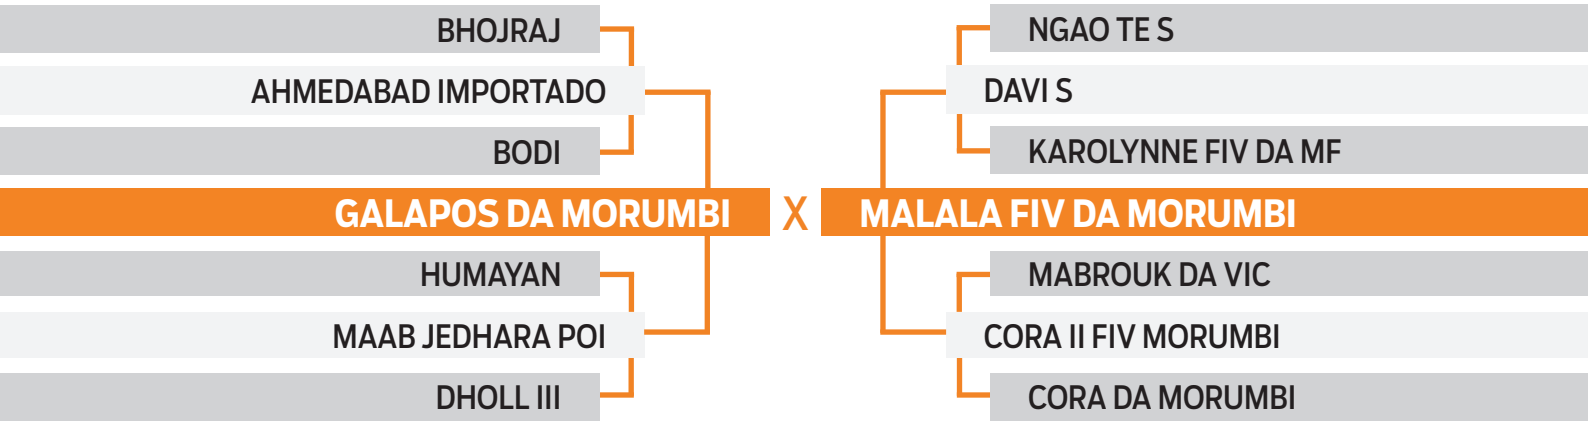 BHOJRAJ
AHMEDABAD IMPORTADO
BODI
GALAPOS DA MORUMBI
HUMAYAN
MAAB JEDHARA POI
DHOLL III
X
NGAO TE S
DAVI S
KAROLYNNE FIV DA MF
MALALA FIV DA MORUMBI
MABROUK DA VIC
CORA II FIV MORUMBI
CORA DA MORUMBI